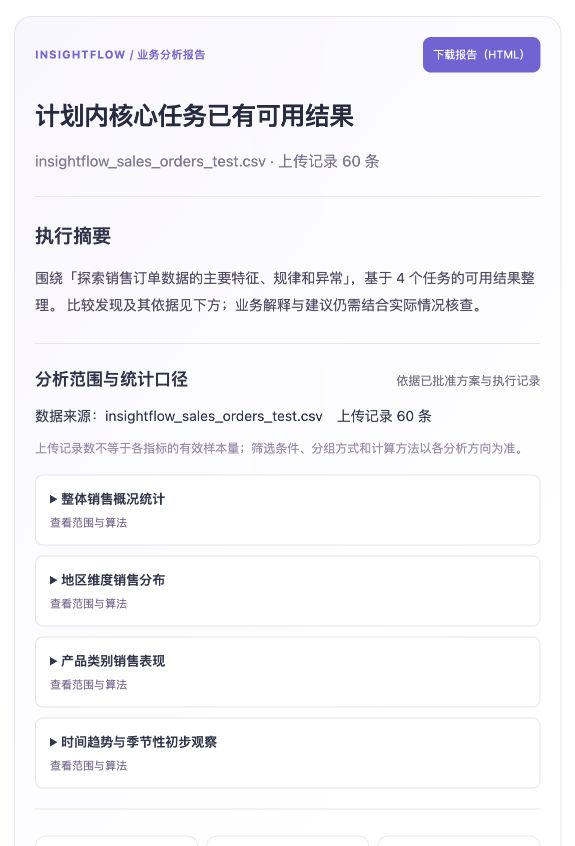 INSIGHTFLOW / 业务分析报告
下载报告（HTML）
计划内核心任务已有可用结果
insightflow_sales_orders_test.csv · 上传记录 60 条
执行摘要
围绕「探索销售订单数据的主要特征、规律和异常」，基于 4 个任务的可用结果整
理。 比较发现及其依据见下方；业务解释与建议仍需结合实际情况核查。
分析范围与统计口径
依据已批准方案与执行记录
数据来源：insightflow_sales_orders_test.csv 上传记录 60 条
上传记录数不等于各指标的有效样本量；筛选条件、分组方式和计算方法以各分析方向为准。
▶ 整体销售概况统计
查看范围与算法
▶ 地区维度销售分布
查看范围与算法
▶ 产品类别销售表现
查看范围与算法
▶ 时间趋势与季节性初步观察
查看范围与算法